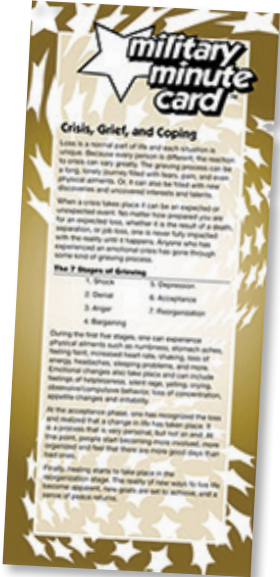 military
minute
card
Crisis, Grief, and Coping
Loss is a normal part of life and each situation is
unique. Because every person is different, the reaction
to crisis can vary greatly. The grieving process can be
a long, lonely journey filled with tears, pain, and even
physical ailments. Or, it can also be filled with new
discoveries and uncovered interests and talents.
When a crisis takes place it can be an expected or
unexpected event. No matter how prepared you are
for an expected loss, whether it is the result of a death,
separation, or job loss, one is never fully impacted
with the reality until it happens. Anyone who has
experienced an emotional crisis has gone through
some kind of grieving process.
The 7 Stages of Grieving
1. Shock
2. Denial
3. Anger
4. Bargaining
5. Depression
6. Acceptance
7. Reorganization
During the first five stages, one can experience
physical ailments such as numbness, stomach aches,
feeling faint, increased heart rate, shaking, loss of
energy, headaches, sleeping problems, and more.
Emotional changes also take place and can include
feelings of helplessness, silent rage, yelling, crying,
obsessive/compulsive behavior, loss of concentration,
appetite changes and irritability.
At the acceptance phase, one has recognized the loss
and realized that a change in life has taken place. It
is a process that is very personal, but not an end. At
this point, people start becoming more involved, more
organized and feel that there are more good days than
bad ones.
Finally, healing starts to take place in the
reorganization stage. The reality of new ways to live life
become apparent, new goals are set to achieve, and a
sense of peace returns.